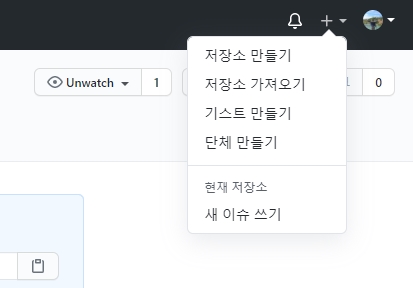 Unwatch 1 0
저장소 만들기
저장소 가져오기
기스트 만들기
단체 만들기
현재 저장소
새 이슈 쓰기